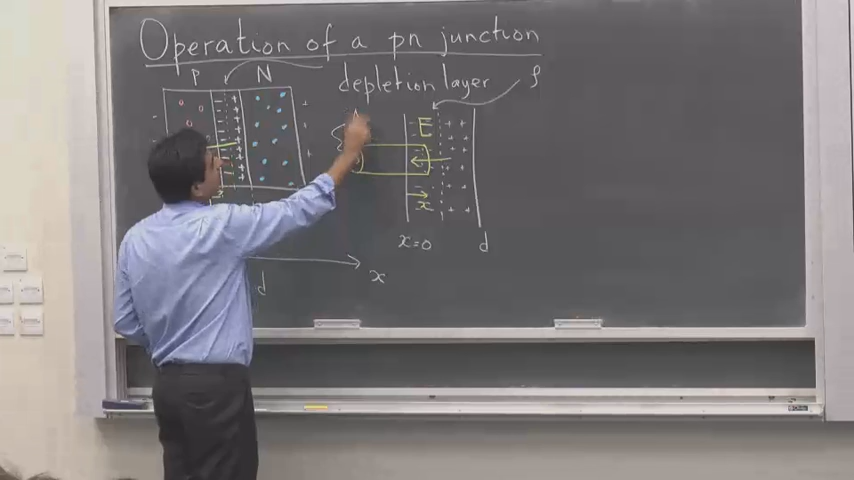 Operation of a pn junction
P N
depletion layer ρ
E
x
x=0 d
x
d